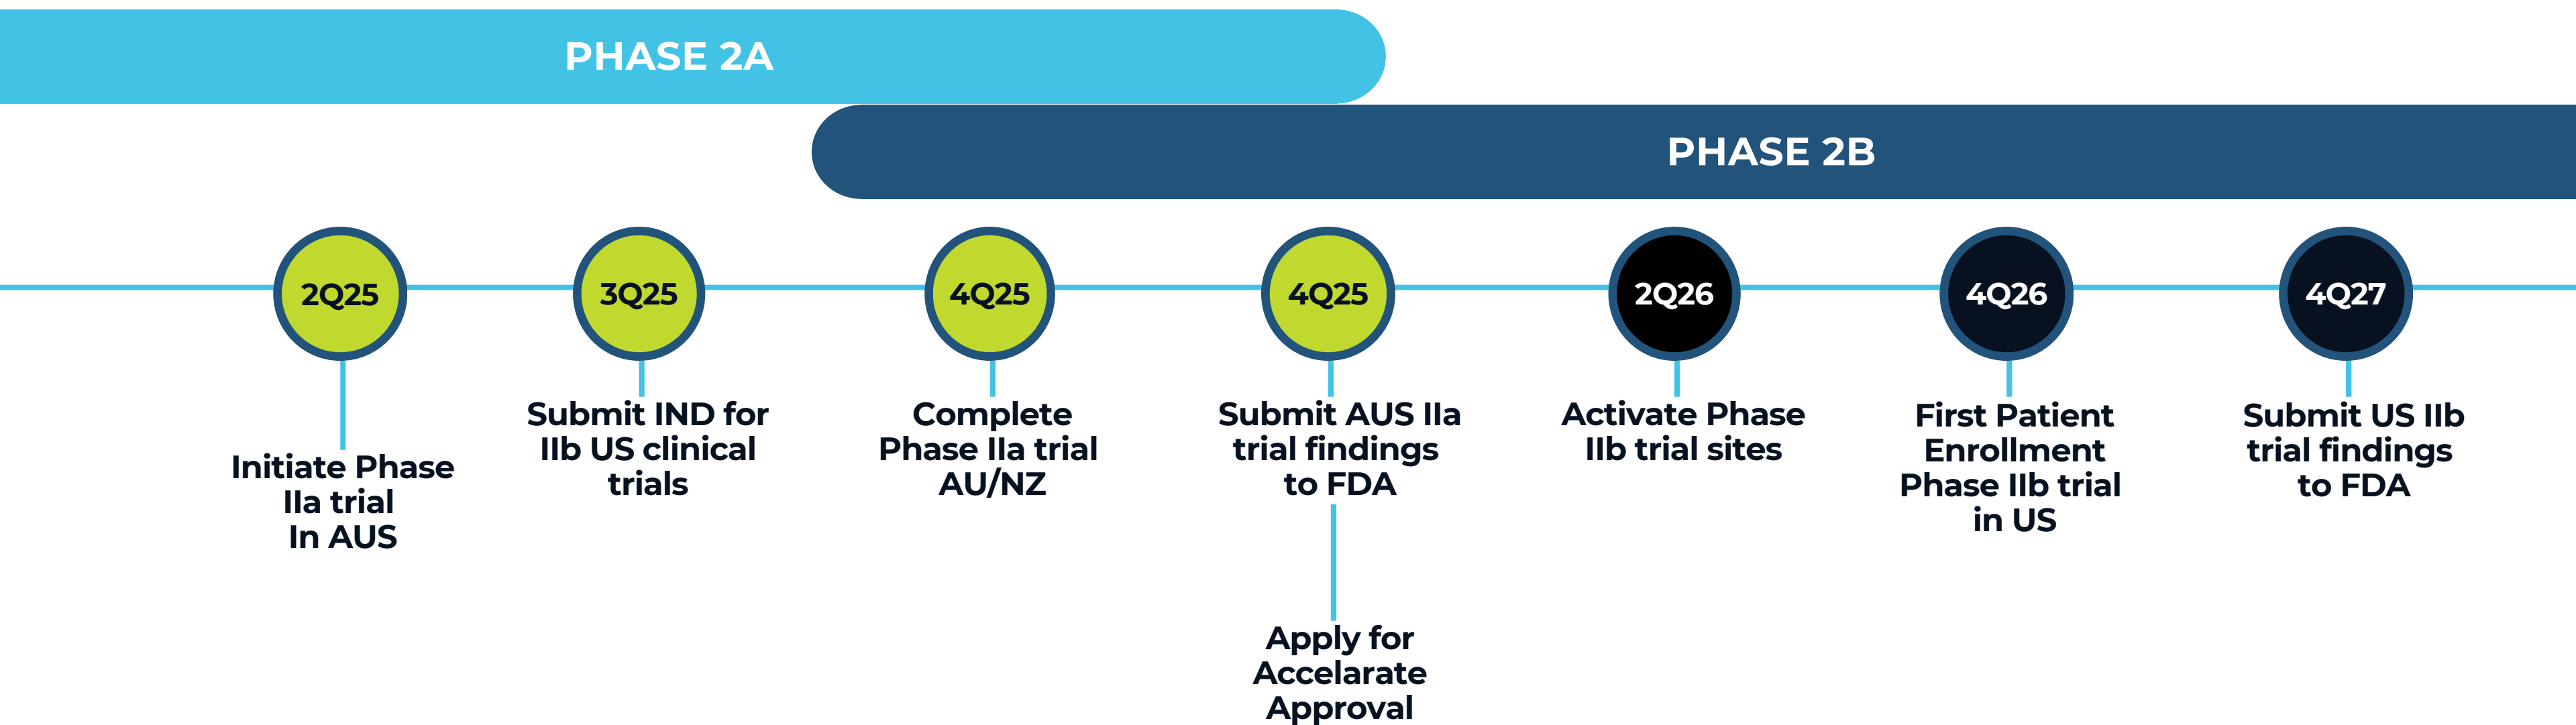 PHASE 2A
PHASE 2B
2Q25
3Q25
4Q25
4Q25
2Q26
4Q26
4Q27
Initiate Phase
IIa trial
In AUS
Submit IND for
IIb US clinical
trials
Complete
Phase IIa trial
AU/NZ
Submit AUS IIa
trial findings
to FDA
Apply for
Accelarate
Approval
Activate Phase
IIb trial sites
First Patient
Enrollment
Phase IIb trial
in US
Submit US IIb
trial findings
to FDA